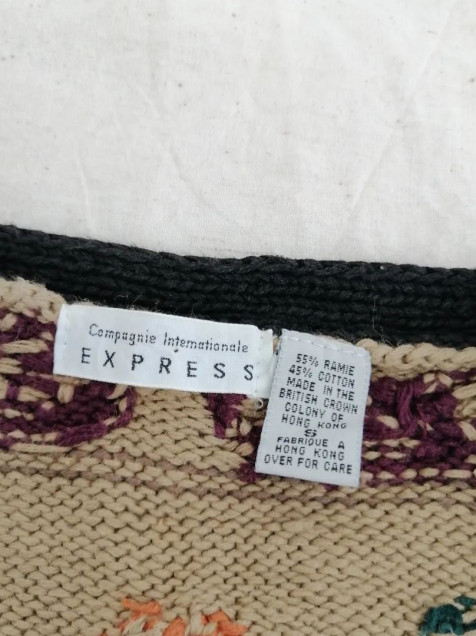 Compagnie Internationale
EXPRESS
55% RAMIE
45% COTTON
MADE IN THE
BRITISH CROWN
COLONY OF
HONG KONG
S
FABRIQUE A
HONG KONG
OVER FOR CARE